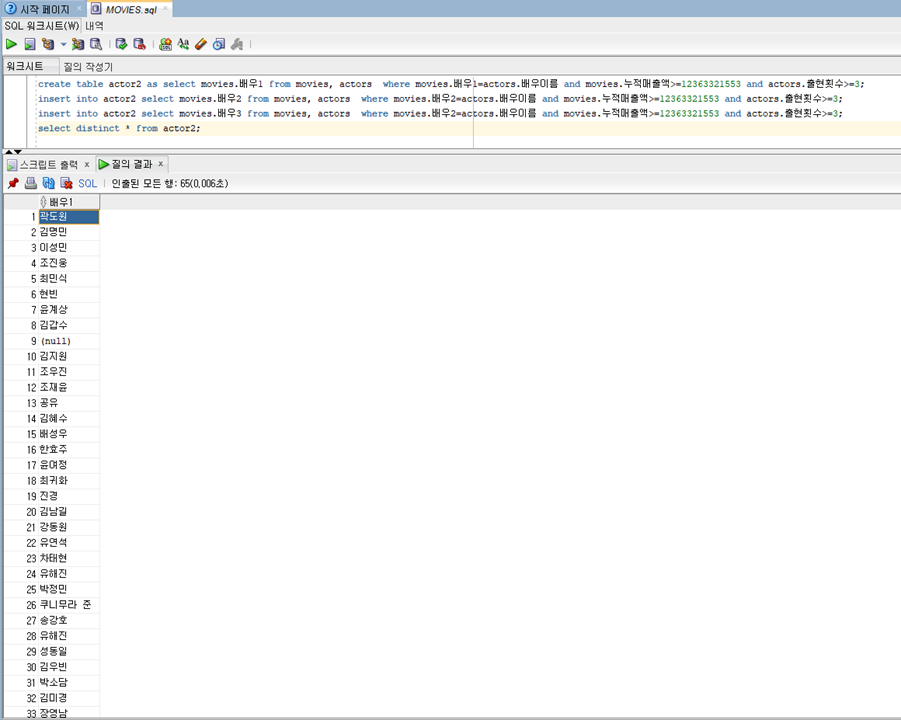 시작 페이지 × MOVIES.sql ×
SQL 워크시트(W) 내역
워크시트 질의 작성기
create table actor2 as select movies.배우1 from movies, actors where movies.배우1=actors.배우이름 and movies.누적매출액>=12363321553 and actors.출현횟수>=3;
insert into actor2 select movies.배우2 from movies, actors where movies.배우2=actors.배우이름 and movies.누적매출액>=12363321553 and actors.출현횟수>=3;
insert into actor2 select movies.배우3 from movies, actors where movies.배우2=actors.배우이름 and movies.누적매출액>=12363321553 and actors.출현횟수>=3;
select distinct * from actor2;
스크립트 출력 × 질의 결과 ×
SQL | 인출된 모든 행: 65(0,006초)
배우1
1 곽도원
2 김명민
3 이성민
4 조진웅
5 최민식
6 현빈
7 윤계상
8 김갑수
9 (null)
10 김지원
11 조우진
12 조재윤
13 공유
14 김혜수
15 배성우
16 한효주
17 윤여정
18 최귀화
19 진경
20 김남길
21 강동원
22 유연석
23 차태현
24 유해진
25 박정민
26 쿠니무라 준
27 송강호
28 유해진
29 성동일
30 김우빈
31 박소담
32 김미경
33 장영남